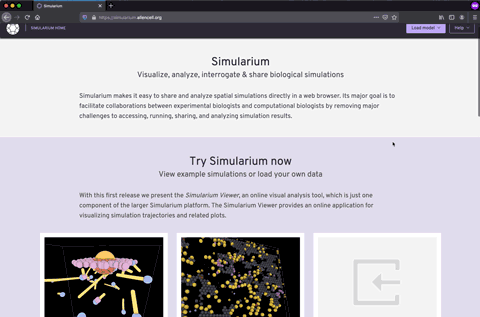 Simularium
https://simularium.allencell.org
SIMULARIUM HOME
Load model
Help
Simularium
Visualize, analyze, interrogate & share biological simulations
Simularium makes it easy to share and analyze spatial simulations directly in a web browser. Its major goal is to
facilitate collaborations between experimental biologists and computational biologists by removing major
challenges to accessing, running, sharing, and analyzing simulation results.
Try Simularium now
View example simulations or load your own data
With this first release we present the Simularium Viewer, an online visual analysis tool, which is just one
component of the larger Simularium platform. The Simularium Viewer provides an online application for
visualizing simulation trajectories and related plots.